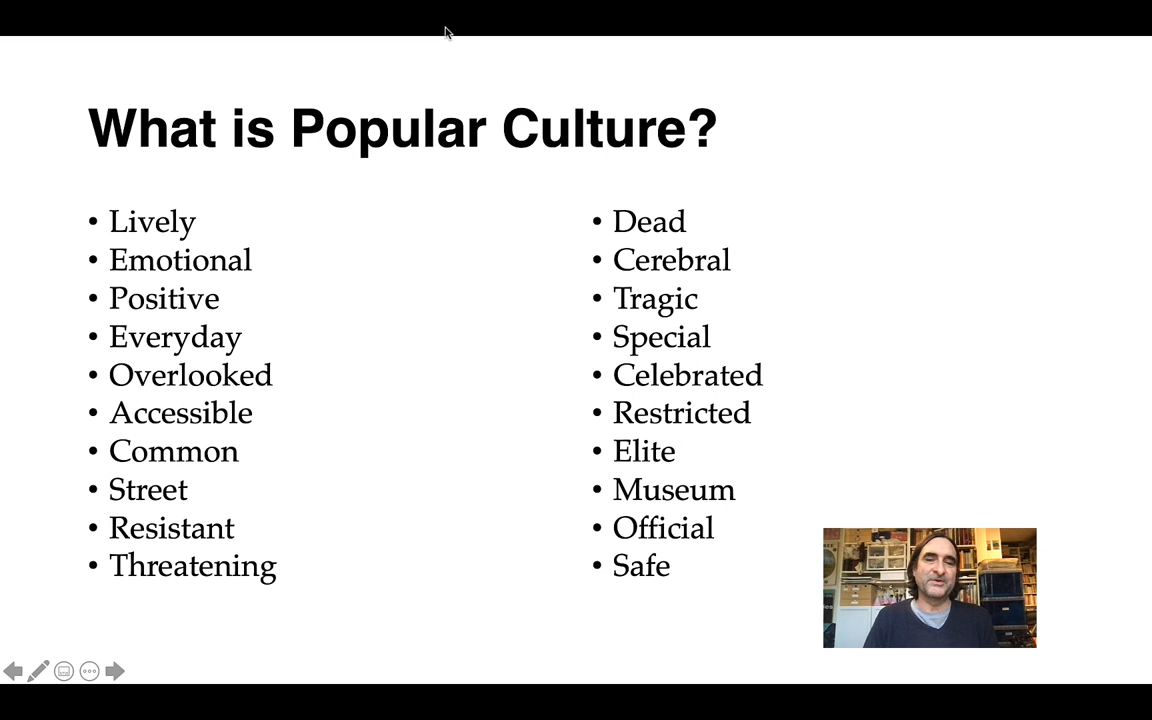 What is Popular Culture?
• Lively
• Emotional
• Positive
• Everyday
• Overlooked
• Accessible
• Common
• Street
• Resistant
• Threatening
• Dead
• Cerebral
• Tragic
• Special
• Celebrated
• Restricted
• Elite
• Museum
• Official
• Safe